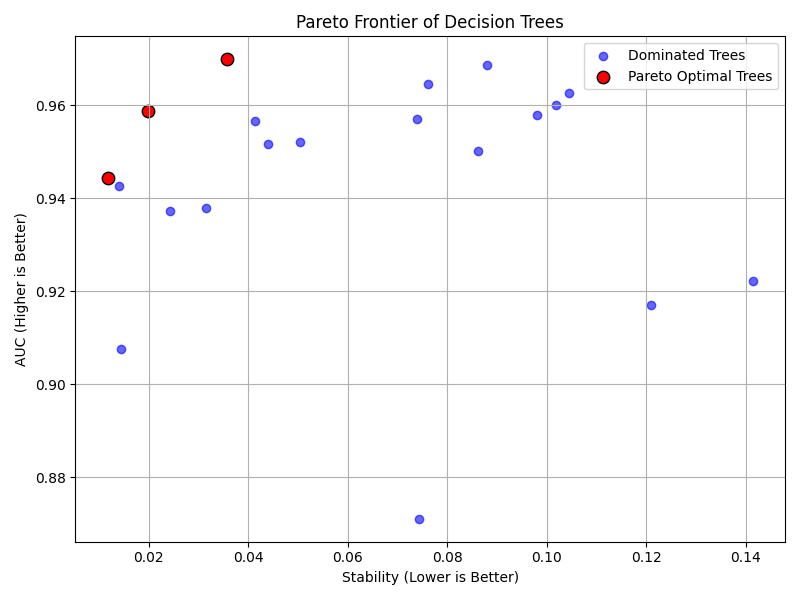 Pareto Frontier of Decision Trees
Dominated Trees
Pareto Optimal Trees
AUC (Higher is Better)
0.96
0.94
0.92
0.90
0.88
0.02 0.04 0.06 0.08 0.10 0.12 0.14
Stability (Lower is Better)